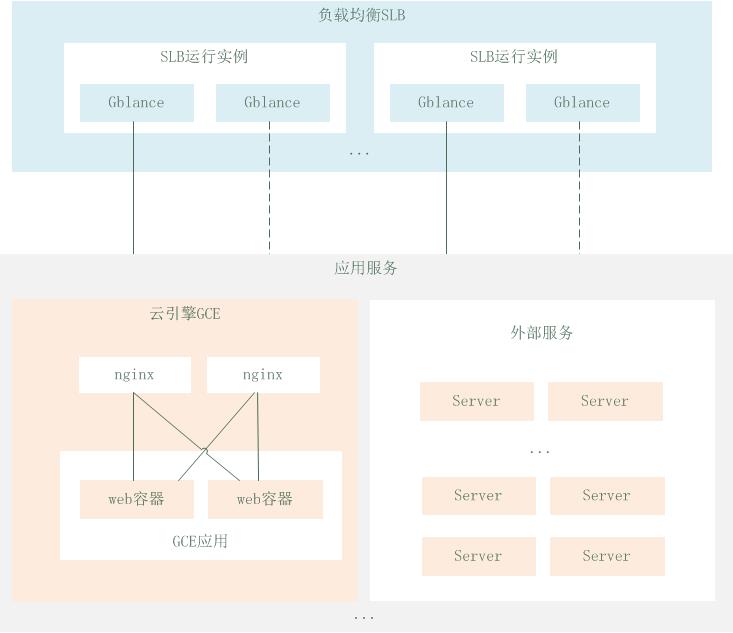 负载均衡SLB
SLB运行实例
SLB运行实例
Gblance
Gblance
Gblance
Gblance
...
应用服务
云引擎GCE
外部服务
nginx
nginx
Server
Server
...
web容器
web容器
Server
Server
GCE应用
Server
Server
...